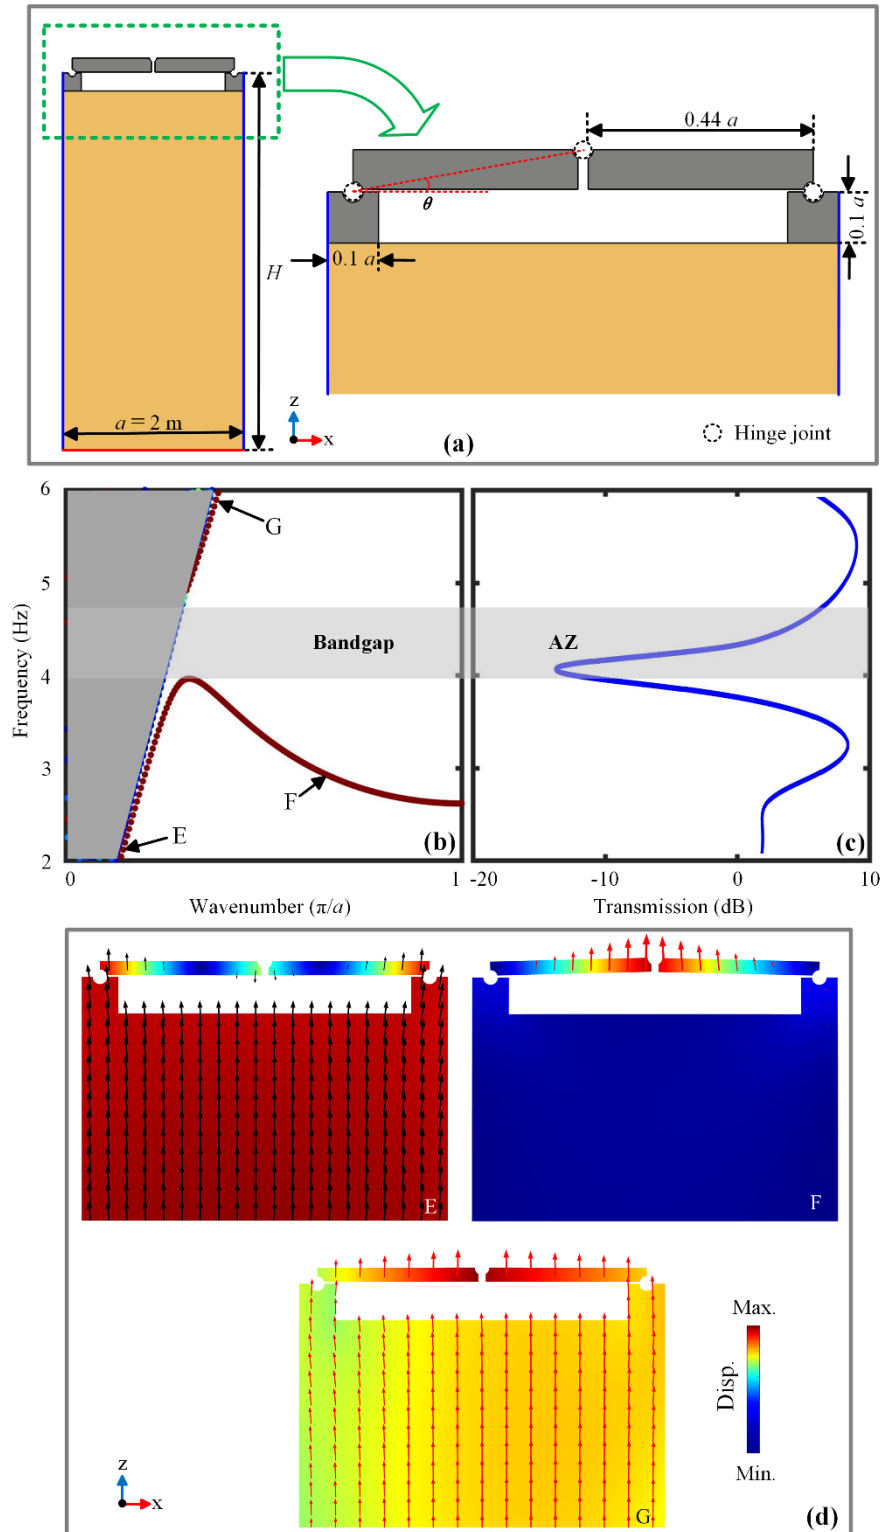 0.44 a
θ
0.1 a
0.1 a
H
a = 2 m
z
x
(a)
Hinge joint
6
G
5
Bandgap
AZ
4
3
F
E
(b)
(c)
2
0
1
-20
-10
0
10
Frequency (Hz)
Wavenumber (π/a)
Transmission (dB)
E
F
Max.
Disp.
Min.
z
x
G
(d)